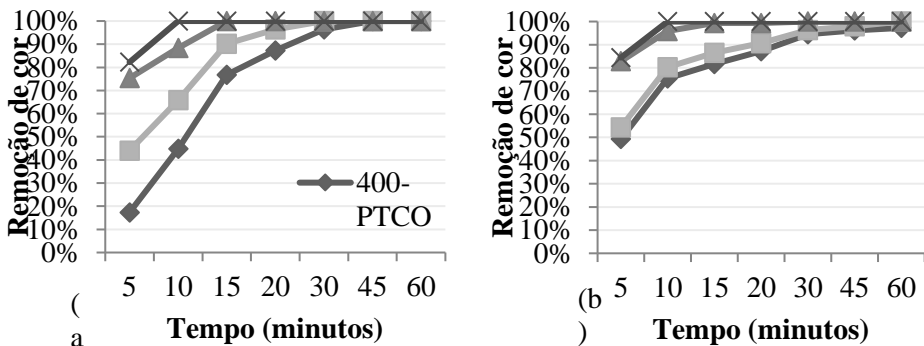 Remoção de cor
100%
90%
80%
70%
60%
50%
40%
30%
20%
10%
0%
400-
PTCO
5 10 15 20 30 45 60
Tempo (minutos)
(
a
Remoção de cor
100%
90%
80%
70%
60%
50%
40%
30%
20%
10%
0%
5 10 15 20 30 45 60
Tempo (minutos)
(b
)